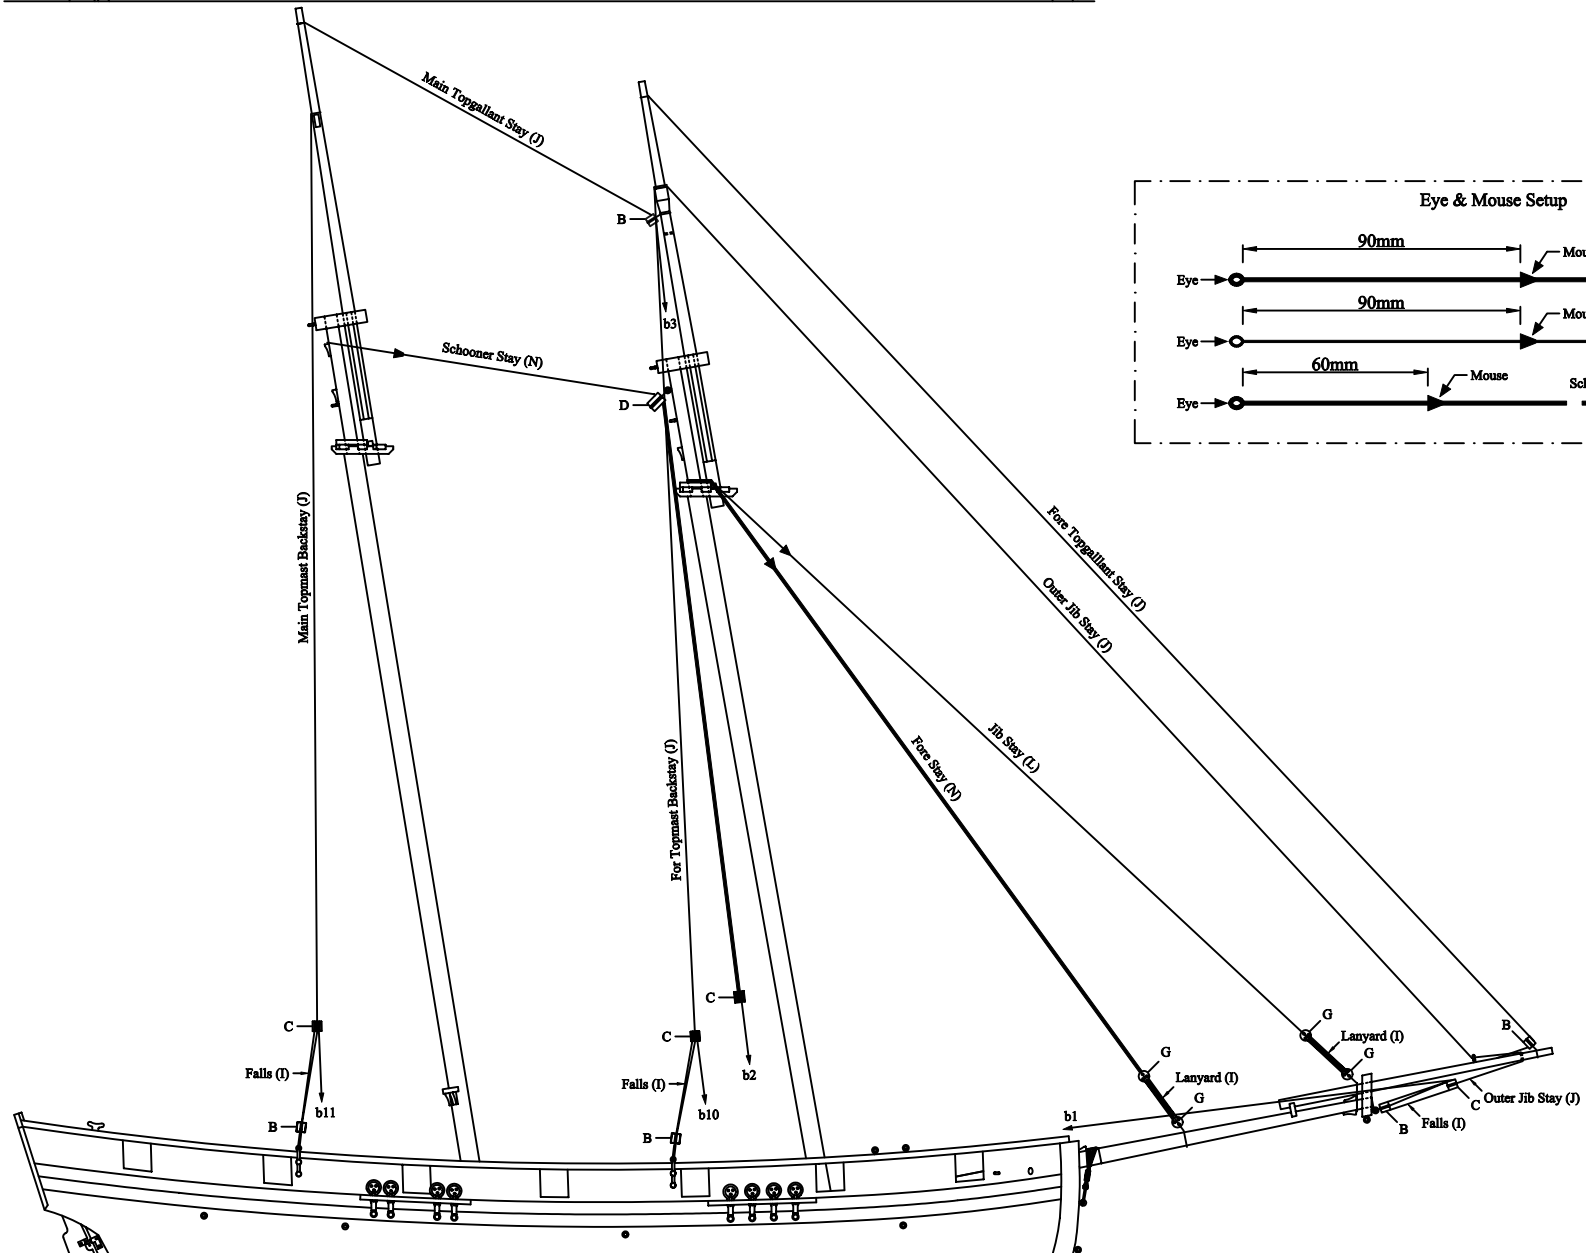 Main Topgallant Stay (J)
B
b3
Schooner Stay (N)
D
Eye & Mouse Setup
90mm
Eye
90mm
Eye
60mm
Mouse
Eye
Main Topmast Backstay (J)
Fore Topgalllant Stay (J)
Outer Jib Stay (J)
Jib Stay (L)
Fore Stay (N)
For Topmast Backstay (J)
C
b2
C
Falls (I)
b11
B
C
Falls (I)
b10
B
G
Lanyard (I)
G
G
Lanyard (I)
G
b1
B
Outer Jib Stay (J)
C
Falls (I)
B